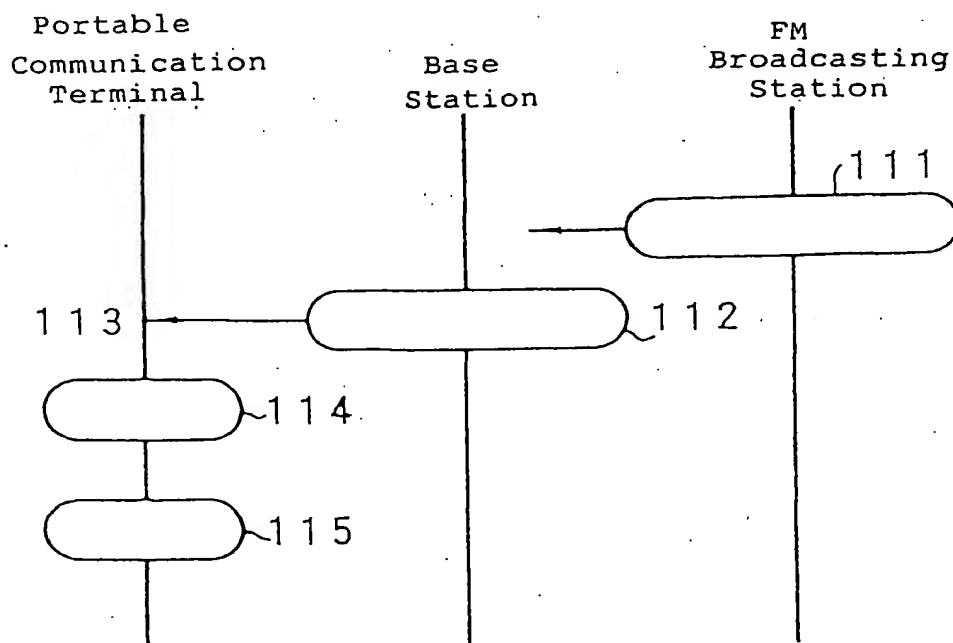 Portable
Communication
Terminal
Base
Station
FM
Broadcasting
Station
111
112
113
114
115